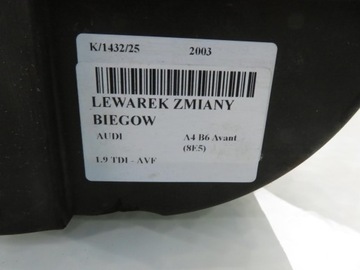 K/1432/25 2003
LEWAREK ZMIANY
BIEGOW
AUDI A4 B6 Avant
(8E5)
1.9 TDI - AVF